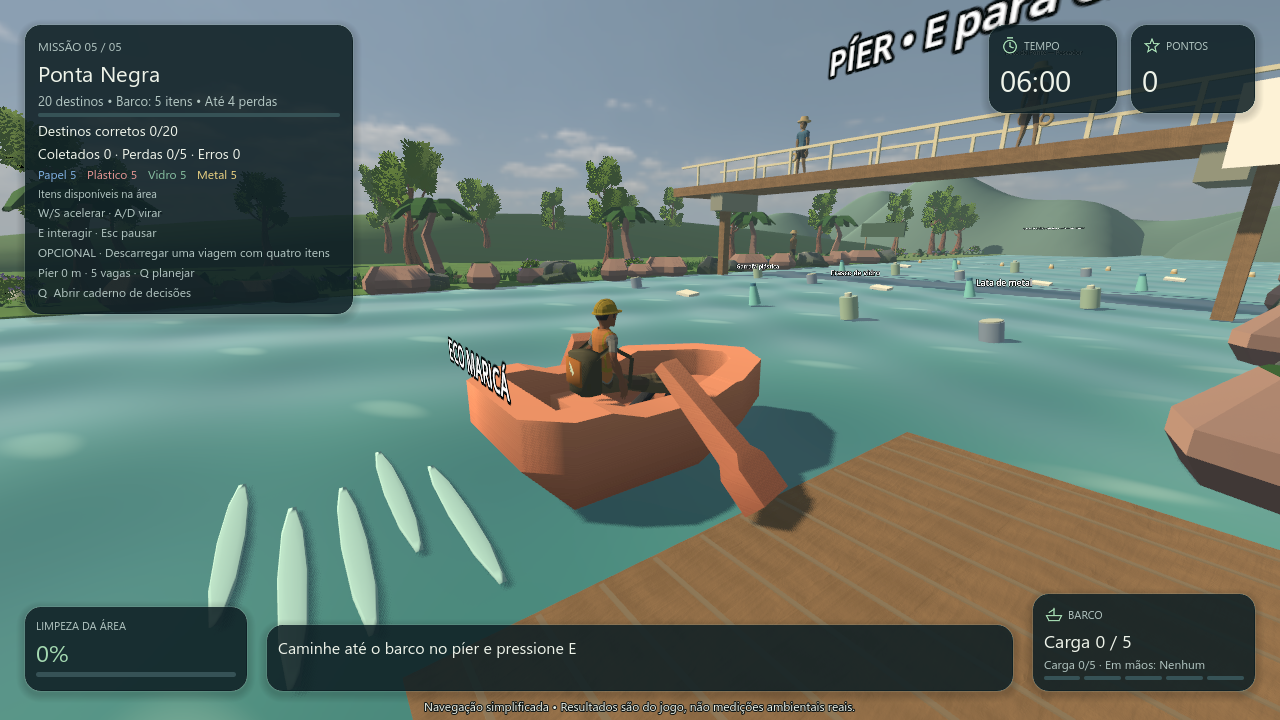 MISSÃO 05 / 05
Ponta Negra
20 destinos • Barco: 5 itens • Até 4 perdas
Destinos corretos 0/20
Coletados 0 · Perdas 0/5 · Erros 0
Papel 5 Plástico 5 Vidro 5 Metal 5
Itens disponíveis na área
W/S acelerar · A/D virar
E interagir · Esc pausar
OPCIONAL · Descarregar uma viagem com quatro itens
Píer 0 m · 5 vagas · Q planejar
Q Abrir caderno de decisões
PÍER • E para
TEMPO
06:00
PONTOS
0
Garrafa plástica
Frasco de vidro
Lata de metal
ECO MARICÁ
LIMPEZA DA ÁREA
0%
Caminhe até o barco no píer e pressione E
BARCO
Carga 0 / 5
Carga 0/5 · Em mãos: Nenhum
Navegação simplificada • Resultados são do jogo, não medições ambientais reais.